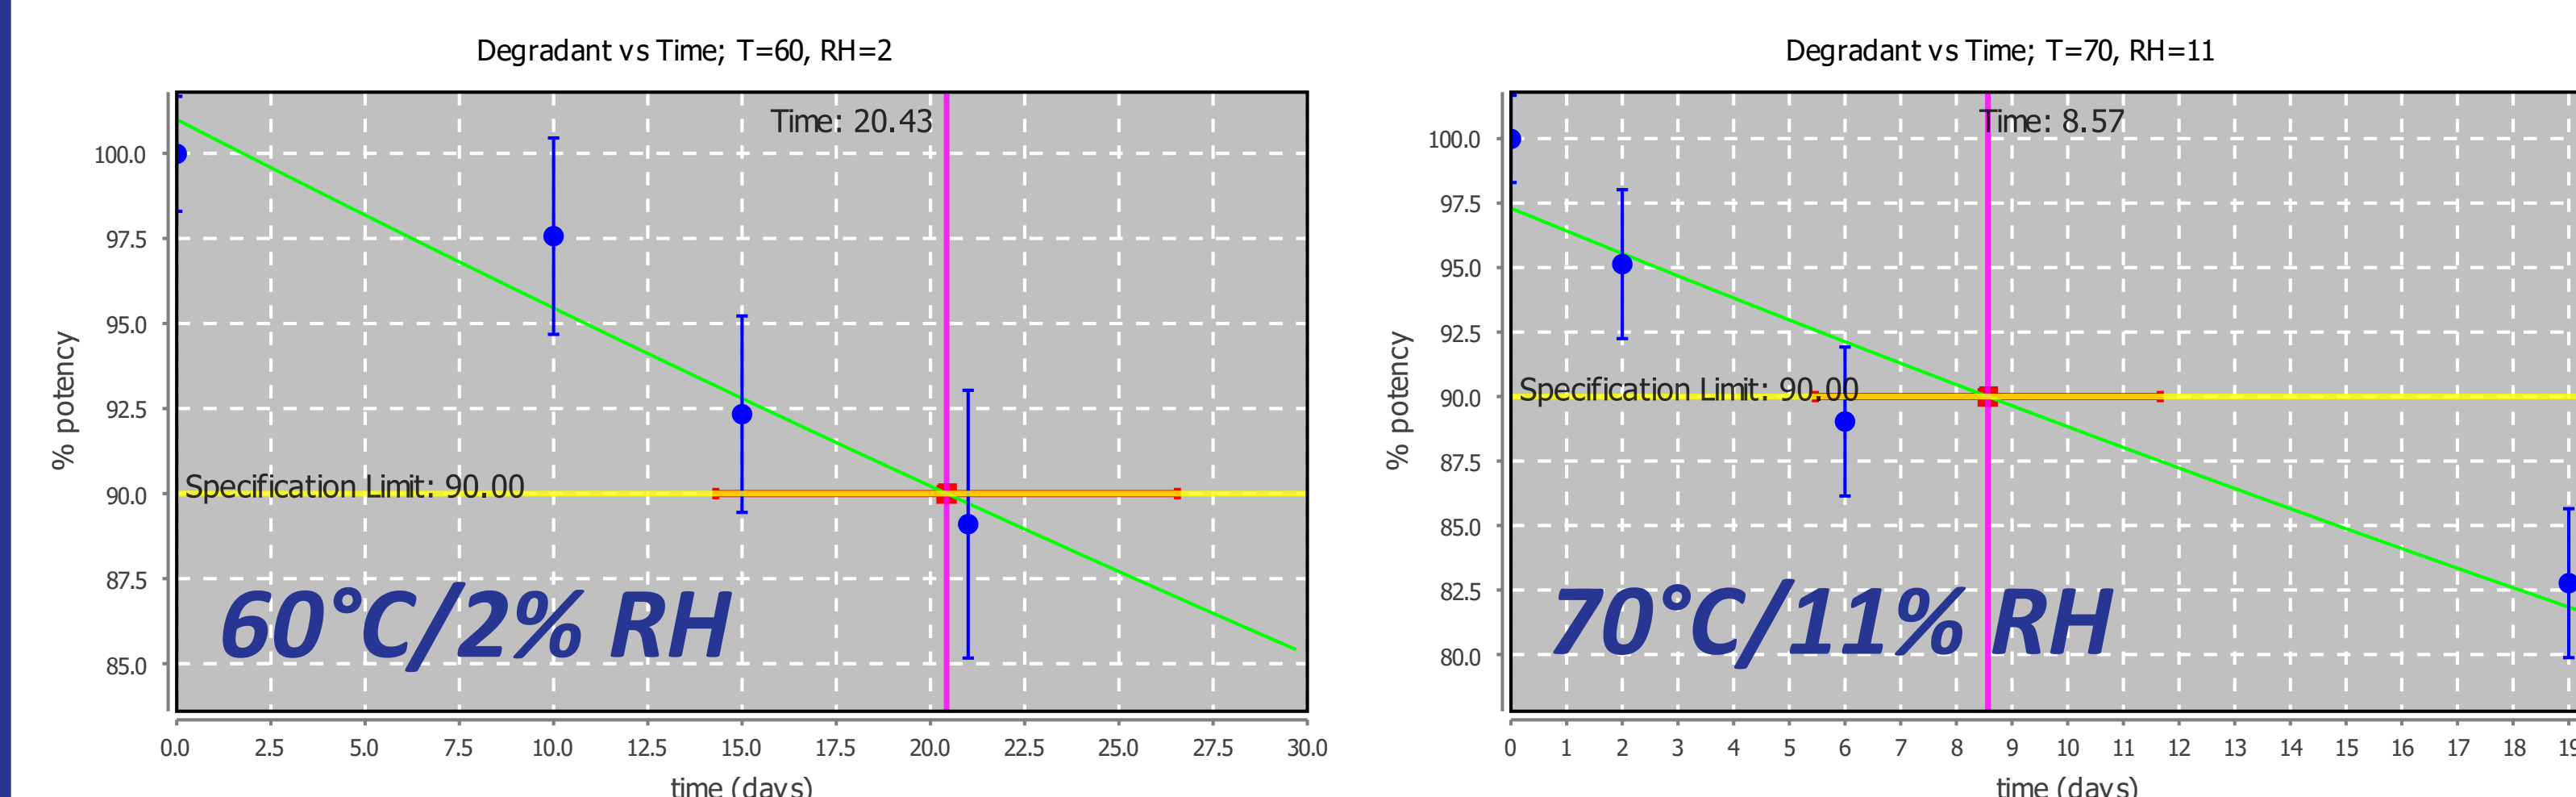 Degradant vs Time; T=60, RH=2
Time: 20.43
100.0
97.5
95.0
92.5
90.0
87.5
85.0
% potency
Specification Limit: 90.00
60°C/2% RH
0.0 2.5 5.0 7.5 10.0 12.5 15.0 17.5 20.0 22.5 25.0 27.5 30.0
time (days)
Degradant vs Time; T=70, RH=11
Time: 8.57
100.0
97.5
95.0
92.5
90.0
87.5
85.0
82.5
80.0
% potency
Specification Limit: 90.00
70°C/11% RH
0 1 2 3 4 5 6 7 8 9 10 11 12 13 14 15 16 17 18 19
time (days)